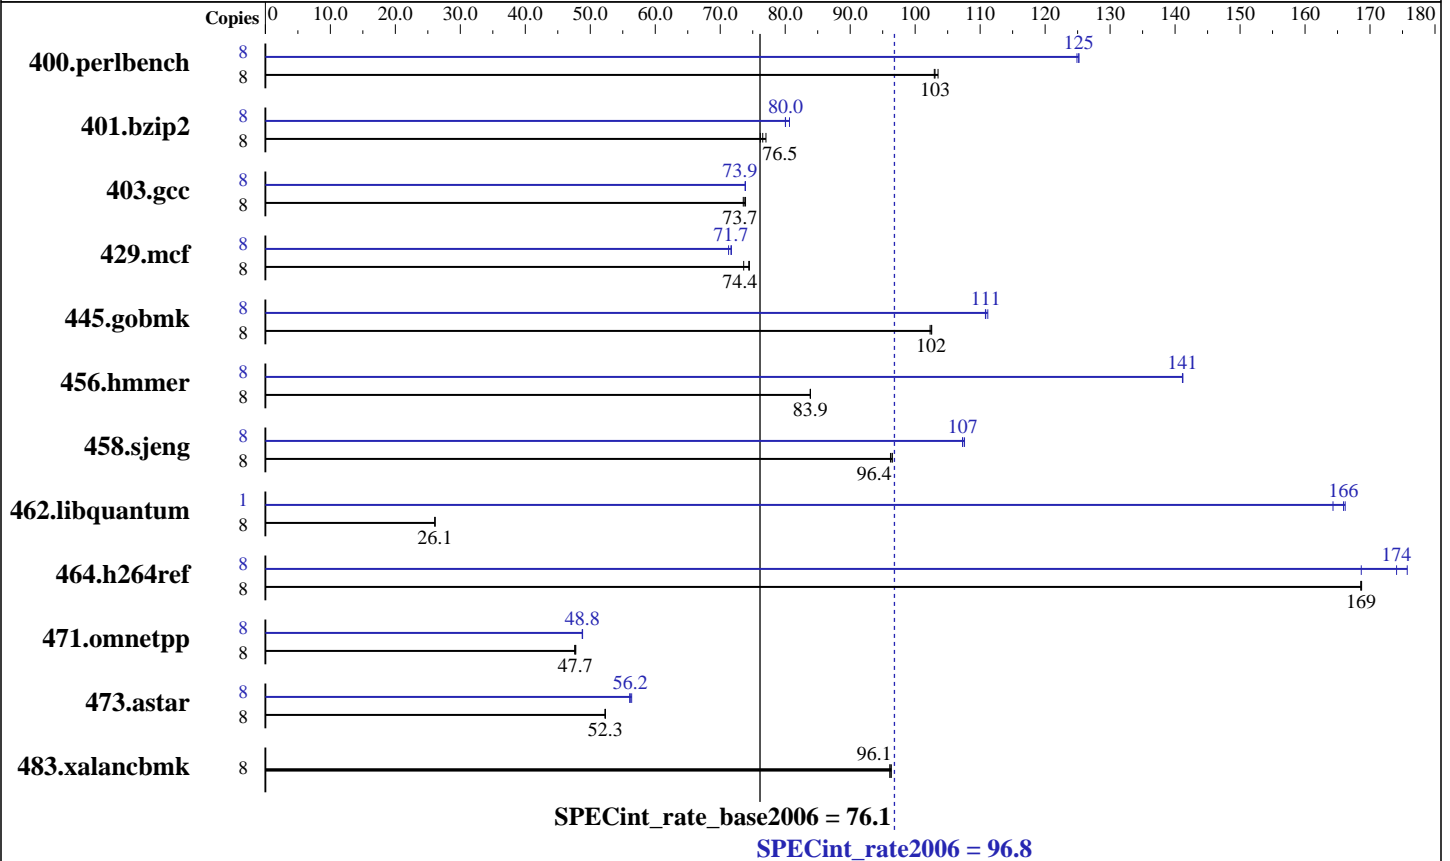 Copies 0 10.0 20.0 30.0 40.0 50.0 60.0 70.0 80.0 90.0 100 110 120 130 140 150 160 170 180
400.perlbench 8 125
8 103
401.bzip2 8 80.0
8 76.5
403.gcc 8 73.9
8 73.7
429.mcf 8 71.7
8 74.4
445.gobmk 8 111
8 102
456.hmmer 8 141
8 83.9
458.sjeng 8 107
8 96.4
462.libquantum 1 166
8 26.1
464.h264ref 8 174
8 169
471.omnetpp 8 48.8
8 47.7
473.astar 8 56.2
8 52.3
483.xalancbmk 8 96.1
SPECint_rate_base2006 = 76.1
SPECint_rate2006 = 96.8